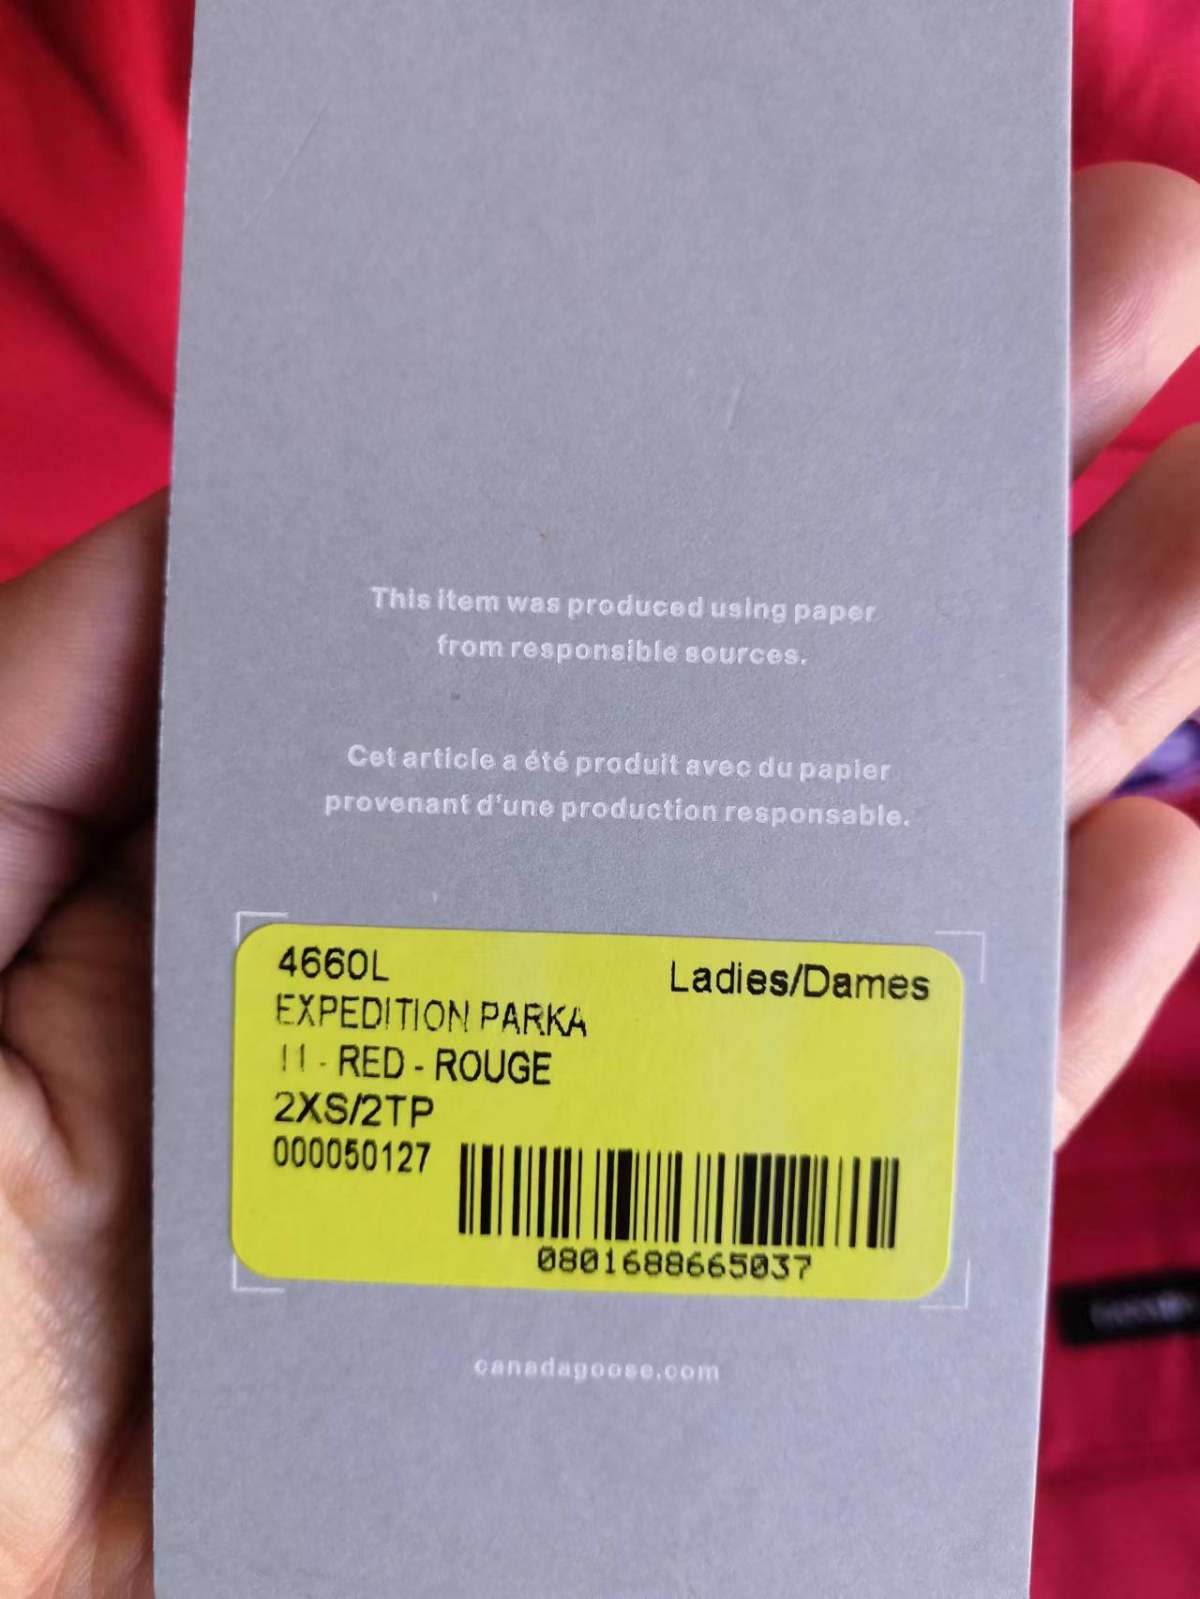 This item was produced using paper
from responsible sources.
Cet article a été produit avec du papier
provenant d'une production responsable.
4660L
Ladies/Dames
EXPEDITION PARKA
11 - RED - ROUGE
2XS/2TP
000050127
0801688665037
canadagoose.com